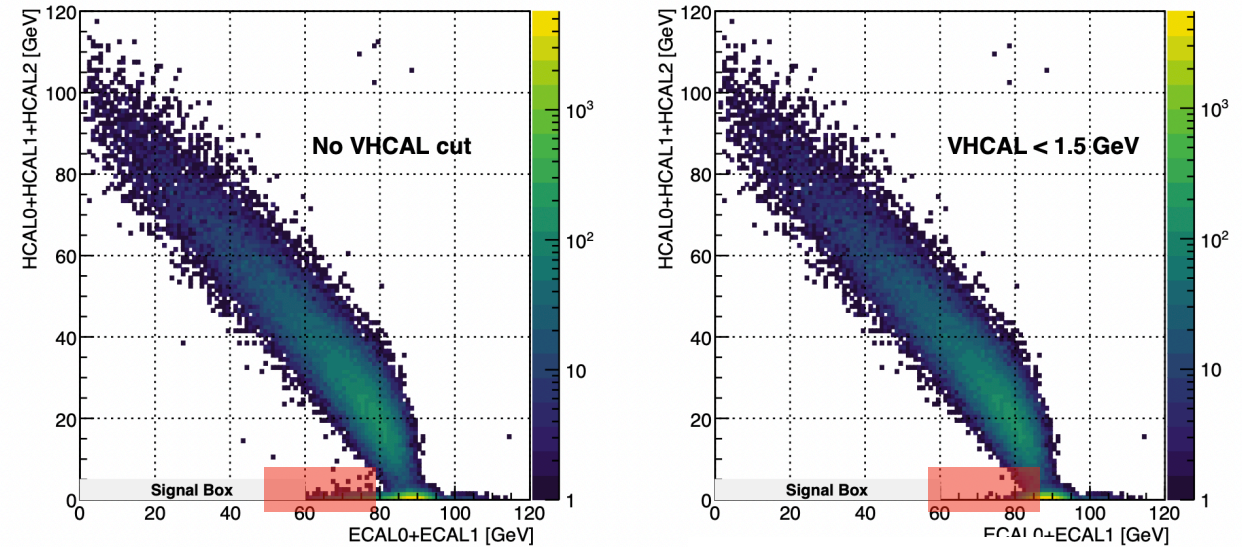 HCAL0+HCAL1+HCAL2 [GeV]
120
100
80
60
40
20
0
No VHCAL cut
Signal Box
0 20 40 60 80 100 120
ECAL0+ECAL1 [GeV]
10³
10²
10
1
HCAL0+HCAL1+HCAL2 [GeV]
120
100
80
60
40
20
0
VHCAL < 1.5 GeV
Signal Box
0 20 40 60 80 100 120
ECAL0+ECAL1 [GeV]
10³
10²
10
1